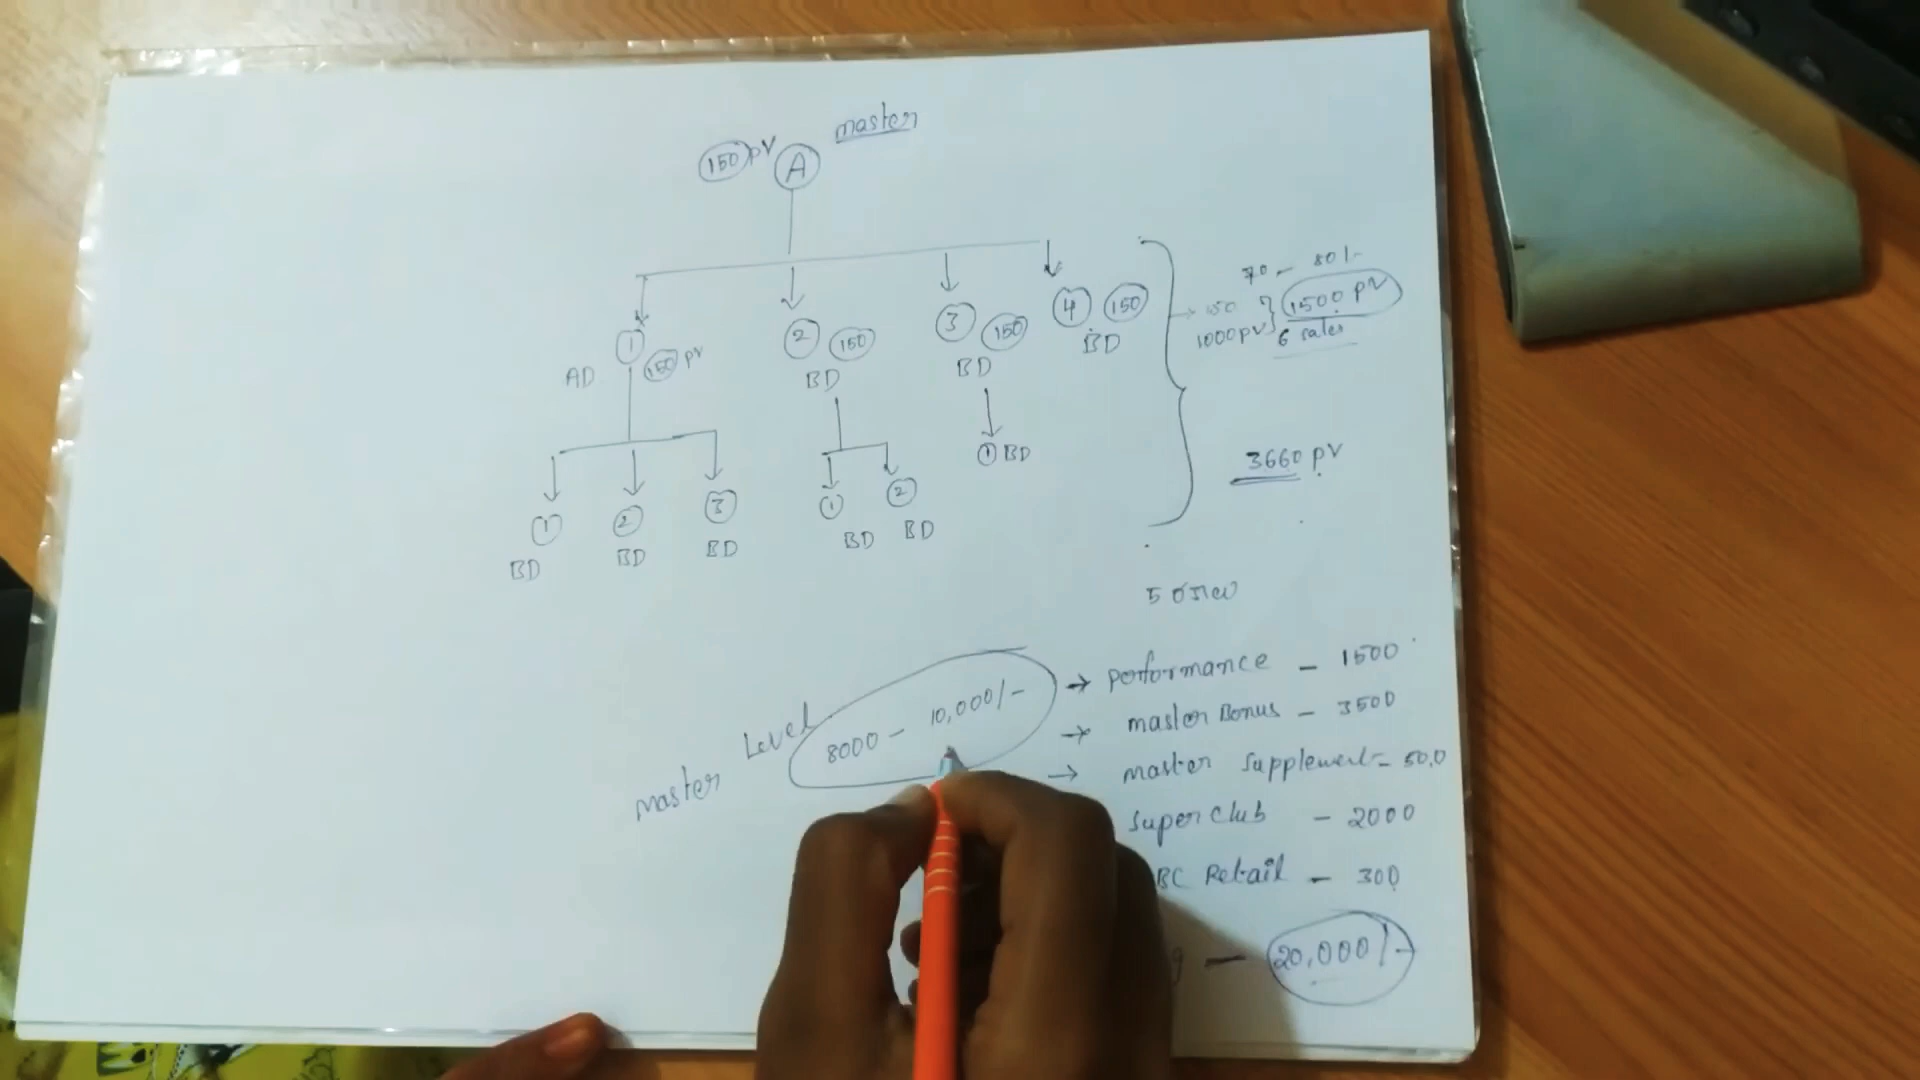 master
150 pV A
70 - 80/-
1500 pV
1000pV
6 sales
1 150 pV
AD
2 150
BD
3 150
BD
4 150
BD
3660 pV
1 BD
2 BD
3 BD
1 BD
2 BD
1 BD
master Level 8000 - 10,000/-
→ performance - 1500
→ master Bonus - 3500
→ master supplement - 500
super club - 2000
BC Retail - 300
20,000/-